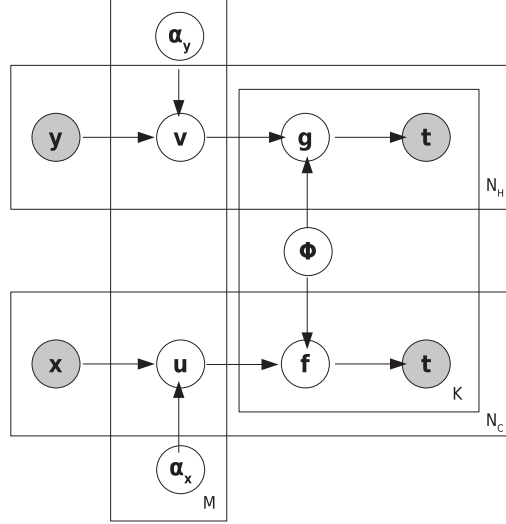 α_y
y v g t
N_H
Φ
x u f t
K
N_C
α_x
M